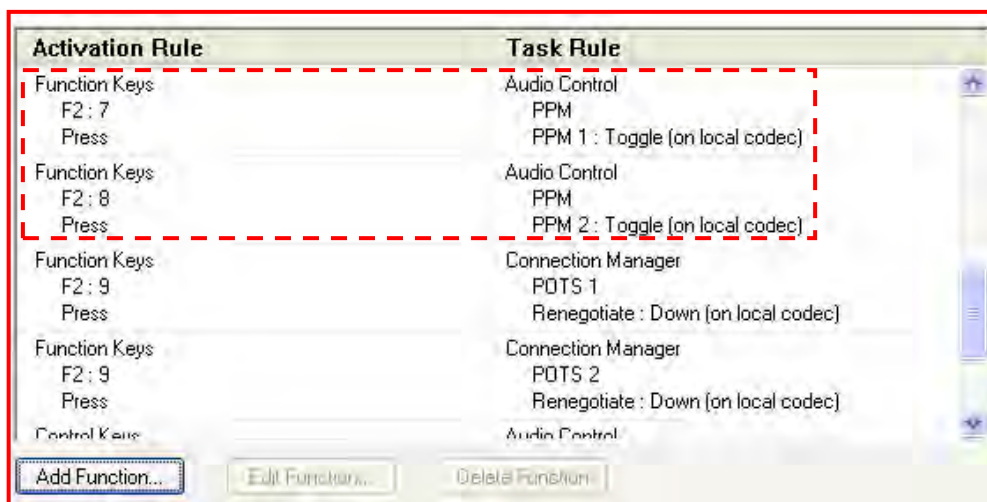 Activation Rule Task Rule
Function Keys Audio Control
F2 : 7 PPM
Press PPM 1 : Toggle (on local codec)
Function Keys Audio Control
F2 : 8 PPM
Press PPM 2 : Toggle (on local codec)
Function Keys Connection Manager
F2 : 9 POTS 1
Press Renegotiate : Down (on local codec)
Function Keys Connection Manager
F2 : 9 POTS 2
Press Renegotiate : Down (on local codec)
Control Keys Audio Control
Add Function... Edit Function... Delete Function